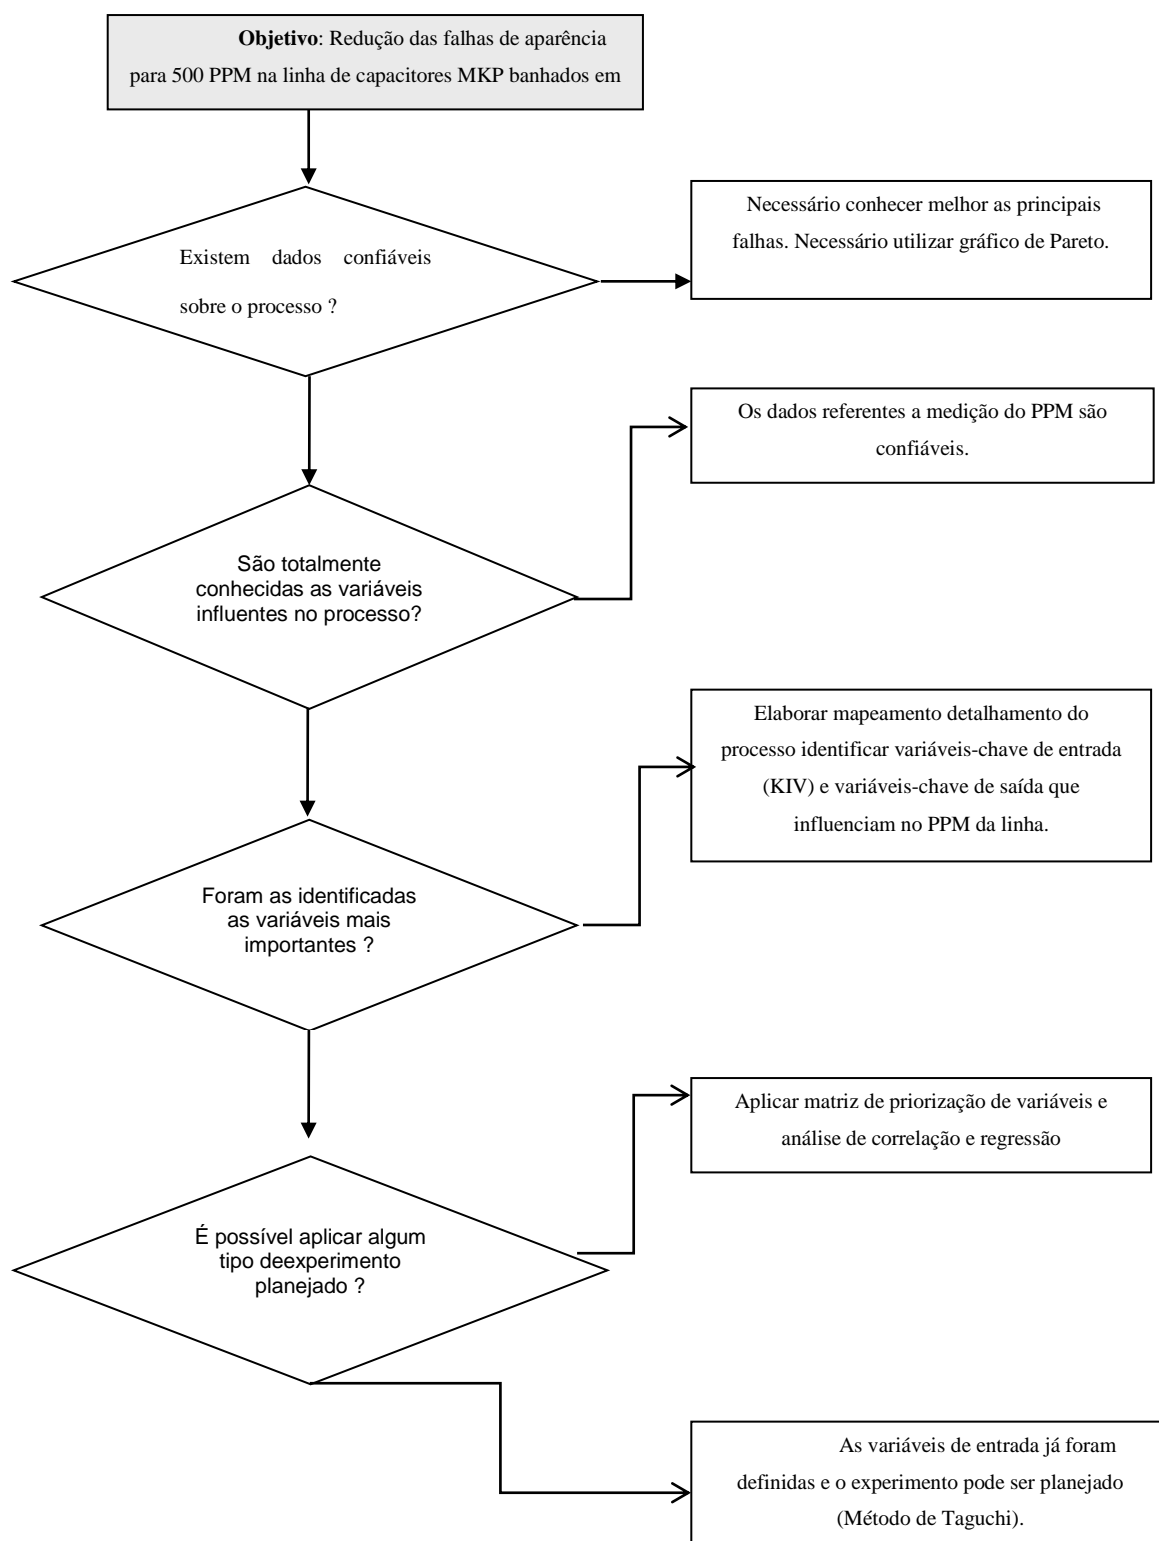 Objetivo: Redução das falhas de aparência
para 500 PPM na linha de capacitores MKP banhados em
Necessário conhecer melhor as principais
falhas. Necessário utilizar gráfico de Pareto.
Existem dados confiáveis
sobre o processo ?
Os dados referentes a medição do PPM são
confiáveis.
São totalmente
conhecidas as variáveis
influentes no processo?
Elaborar mapeamento detalhamento do
processo identificar variáveis-chave de entrada
(KIV) e variáveis-chave de saída que
influenciam no PPM da linha.
Foram as identificadas
as variáveis mais
importantes ?
Aplicar matriz de priorização de variáveis e
análise de correlação e regressão
É possível aplicar algum
tipo deexperimento
planejado ?
As variáveis de entrada já foram
definidas e o experimento pode ser planejado
(Método de Taguchi).